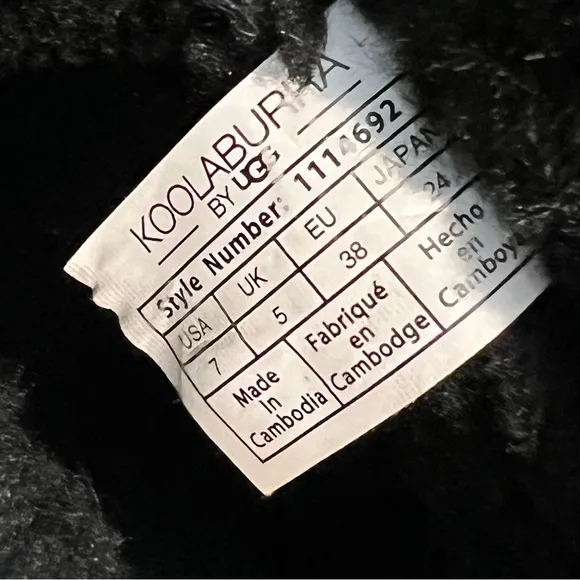 KOOLABURRA
BY UGG
Style Number: 1114692
USA UK EU JAPAN
7 5 38 24
Made In Cambodia
Fabriqué en Cambodge
Hecho en Camboya